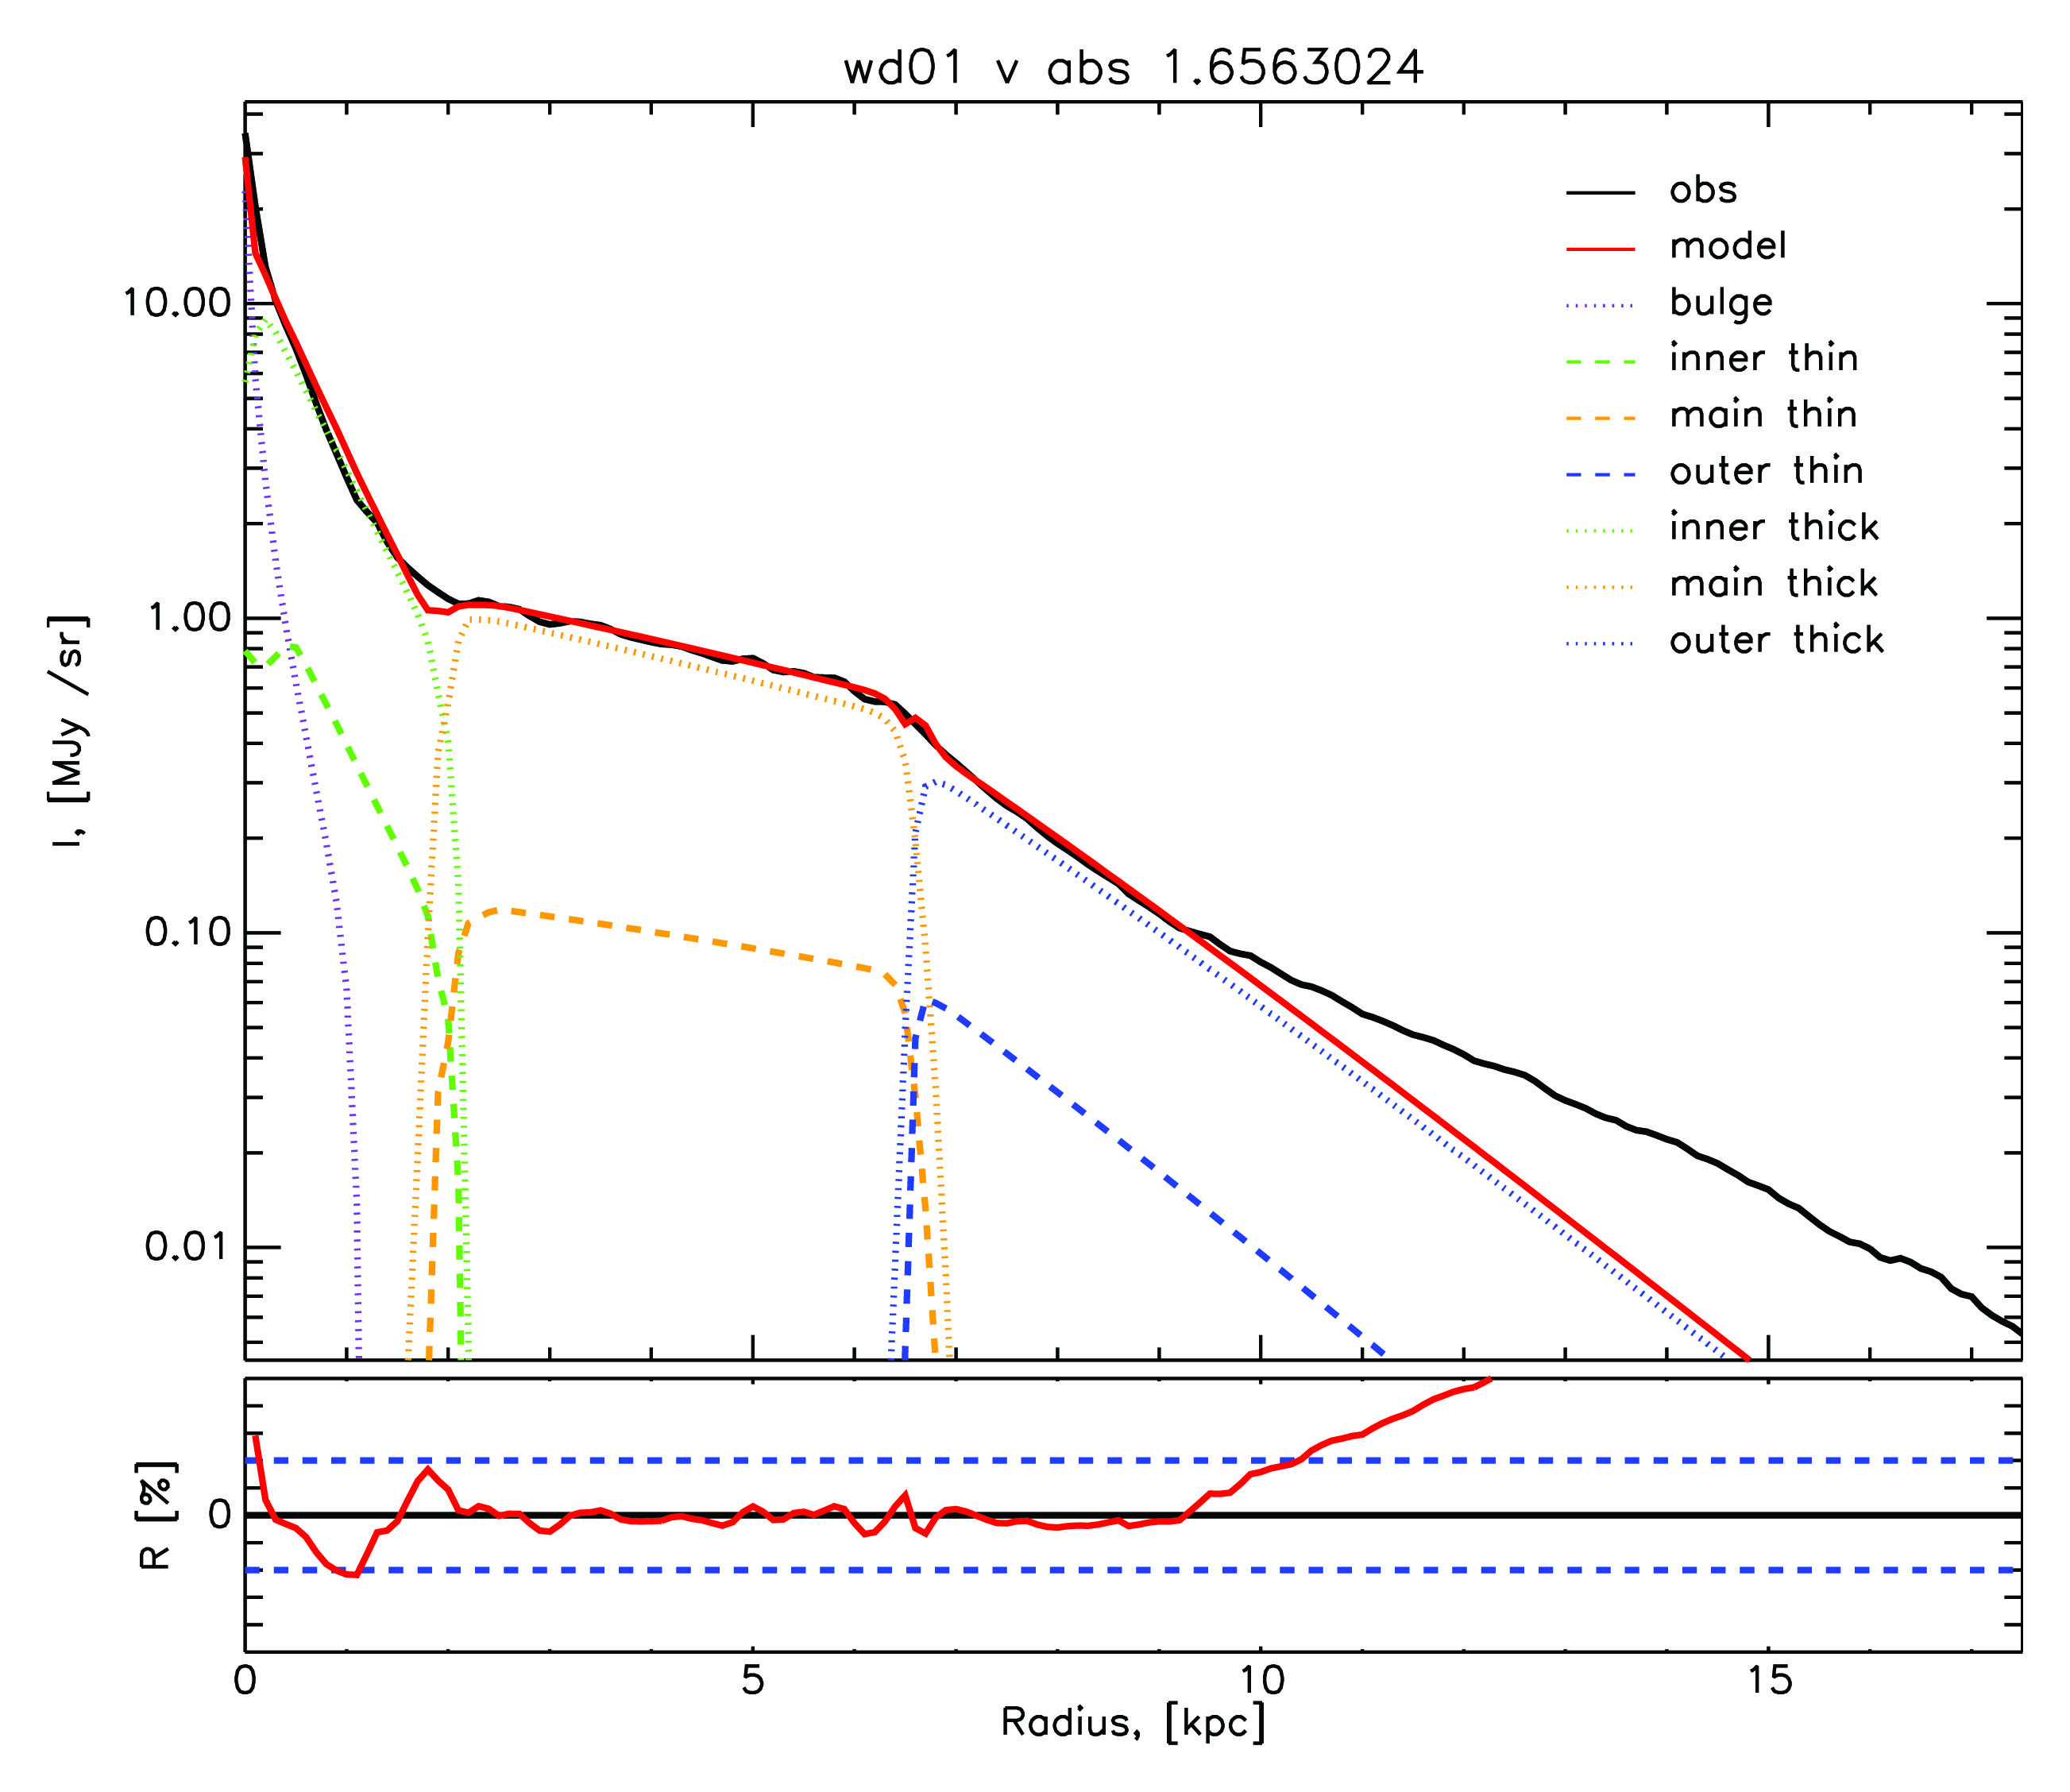 wd01 v abs 1.6563024
obs
model
bulge
inner thin
main thin
outer thin
inner thick
main thick
outer thick
I, [MJy /sr]
10.00
1.00
0.10
0.01
R [%]
0
0 5 10 15
Radius, [kpc]